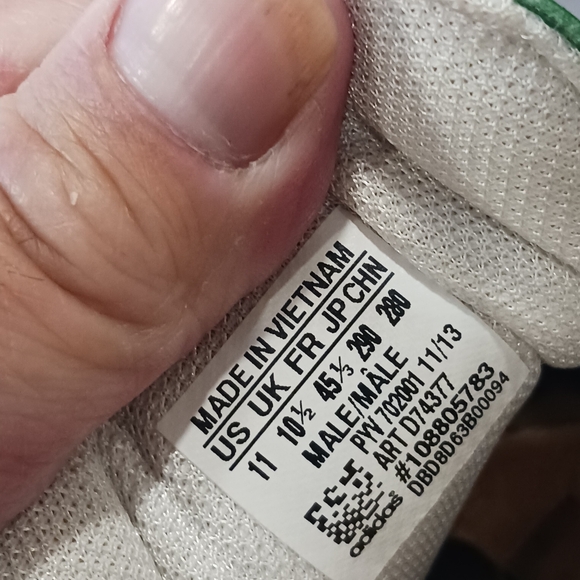 MADE IN VIETNAM
US UK FR JP CHN
11 10½ 45⅓ 290 280
MALE/MÂLE
PYV 702001 11/13
ART D74377
#108805783
DBD8D63B00094
adidas